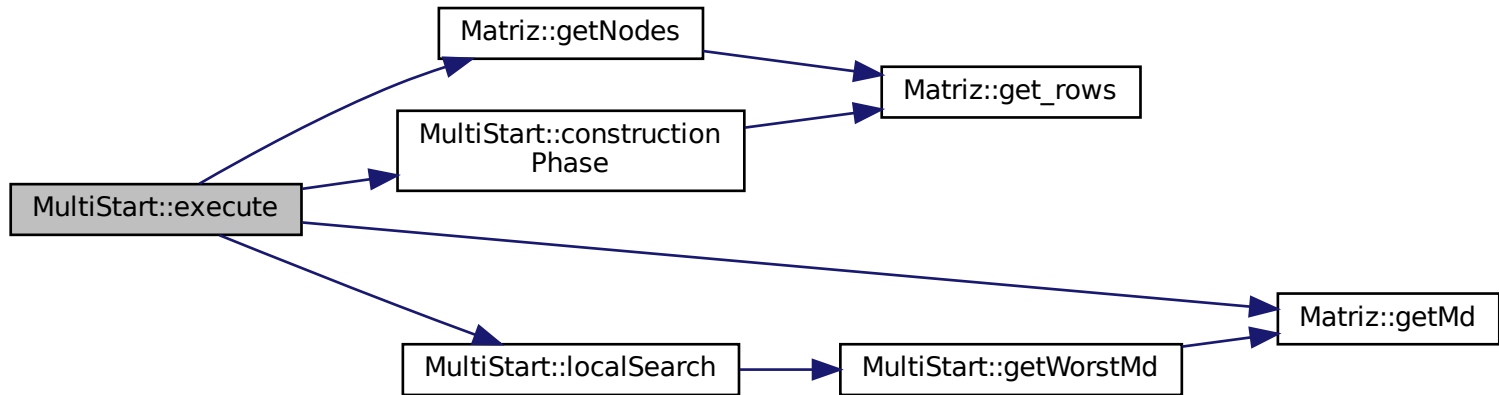 Matriz::getNodes
Matriz::get_rows
MultiStart::construction
Phase
MultiStart::execute
Matriz::getMd
MultiStart::localSearch
MultiStart::getWorstMd